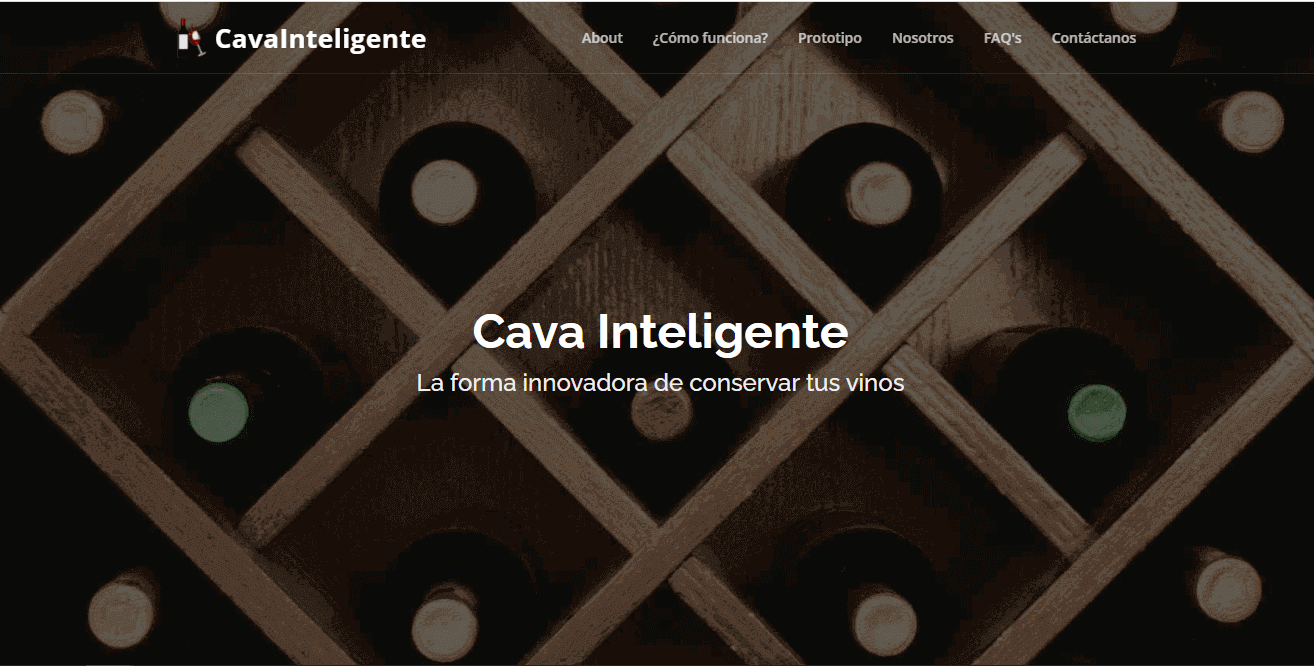 CavaInteligente
About ¿Cómo funciona? Prototipo Nosotros FAQ's Contáctanos
Cava Inteligente
La forma innovadora de conservar tus vinos